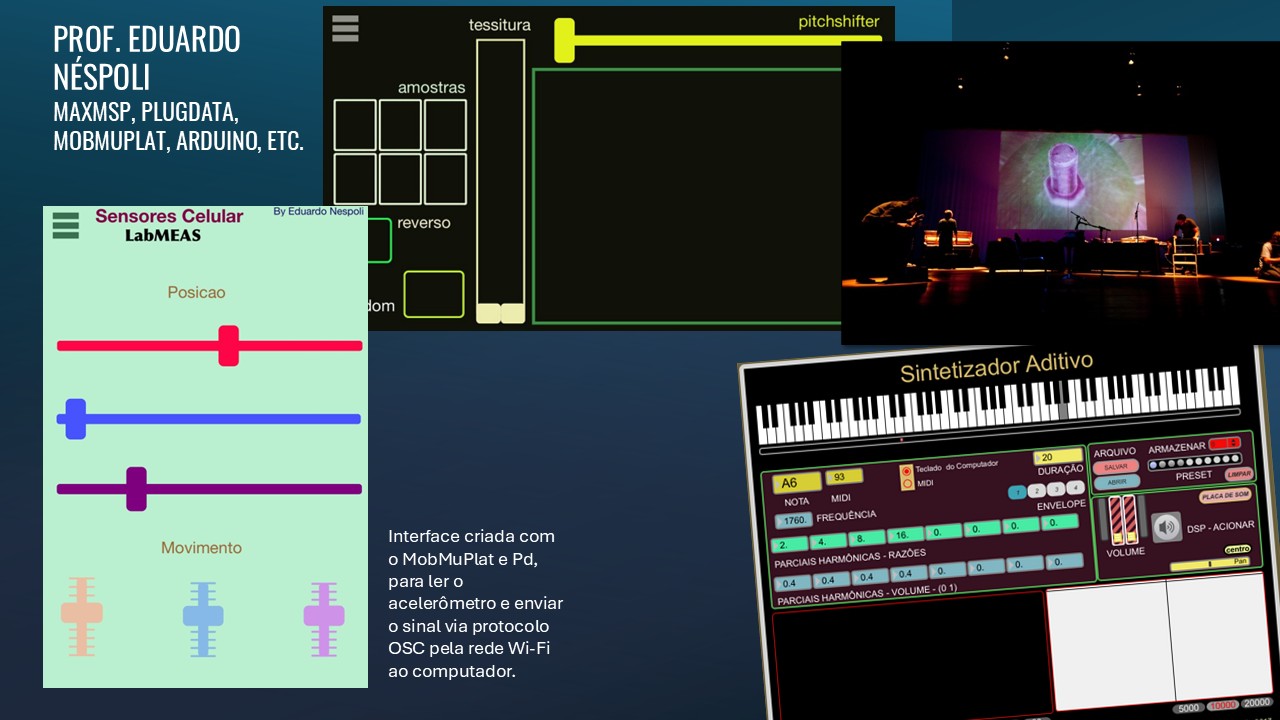 PROF. EDUARDO
NÉSPOLI
MAXMSP, PLUGDATA,
MOBMUPLAT, ARDUINO, ETC.
tessitura
pitchshifter
amostras
reverso
dom
Sensores Celular
By Eduardo Nespoli
LabMEAS
Posicao
Movimento
Interface criada com
o MobMuPlat e Pd,
para ler o
acelerômetro e enviar
o sinal via protocolo
OSC pela rede Wi-Fi
ao computador.
Sintetizador Aditivo
A6 93
NOTA MIDI
Teclado do Computador
MIDI
20
DURAÇÃO
1 2 3 4
ENVELOPE
1760. FREQUÊNCIA
2. 4. 8. 16. 0. 0. 0. 0.
PARCIAIS HARMÔNICAS - RAZÕES
0.4 0.4 0.4 0.4 0. 0. 0. 0.
PARCIAIS HARMÔNICAS - VOLUME - (0 1)
ARQUIVO ARMAZENAR
SALVAR
ABRIR
PRESET LIMPAR
PLACA DE SOM
VOLUME
DSP - ACIONAR
centro
Pan
5000 10000 20000